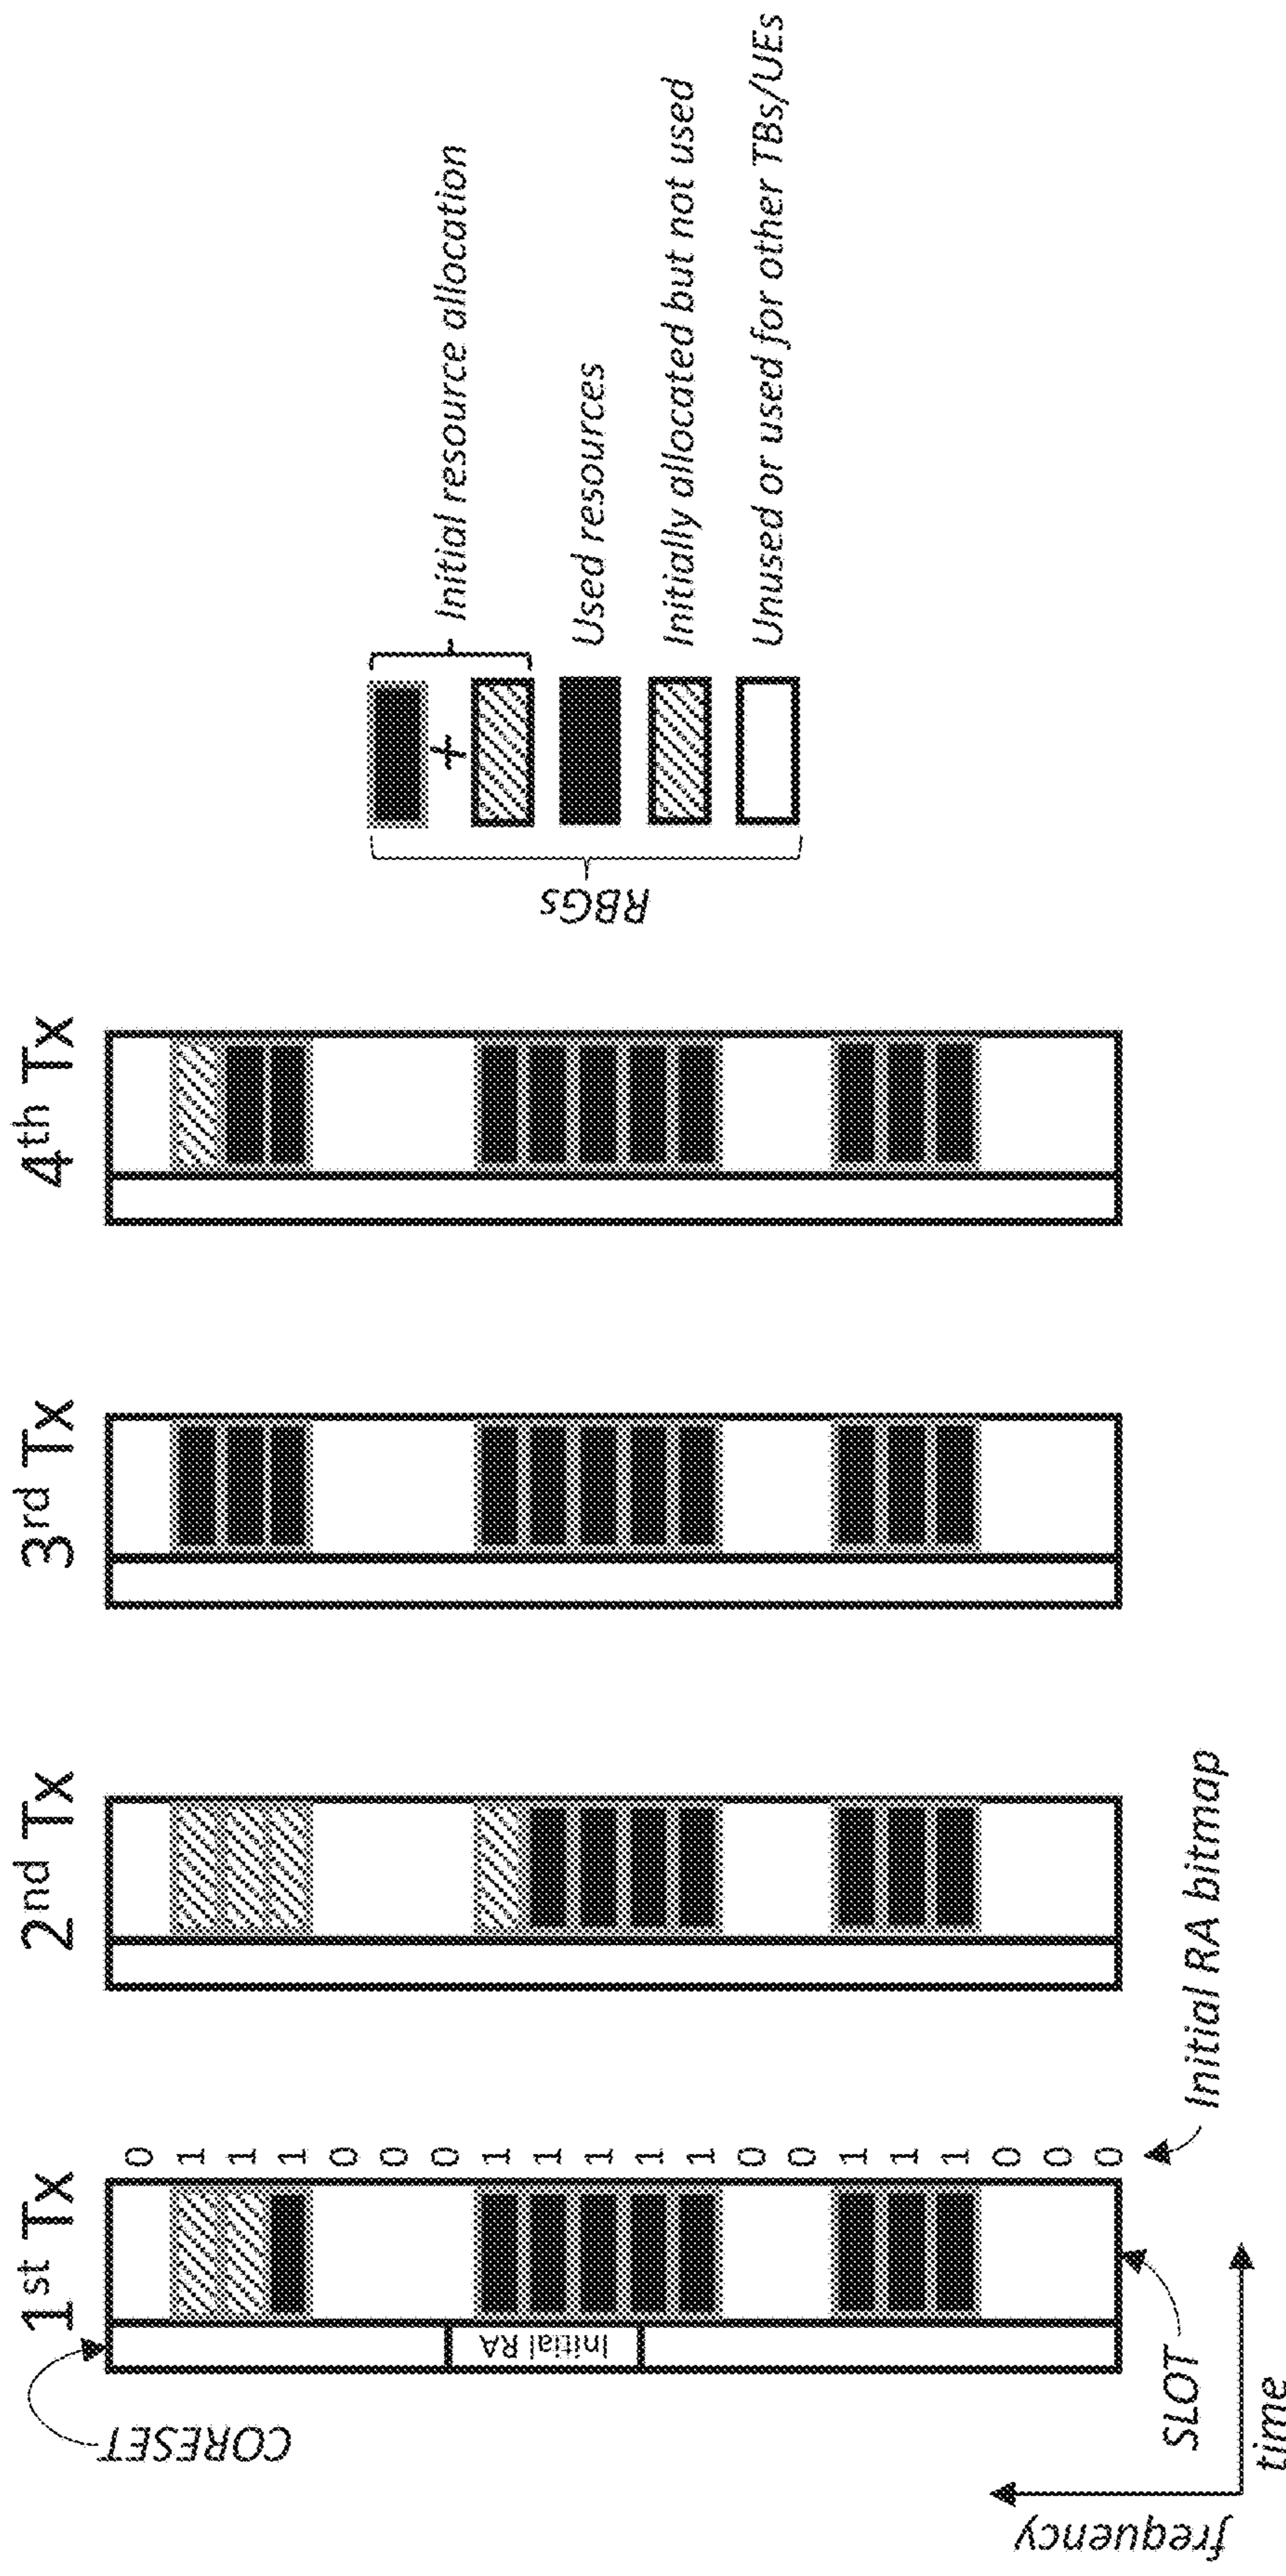 1st Tx
2nd Tx
3rd Tx
4th Tx
CORESET
Initial RA
0
1
1
1
0
0
0
1
1
1
1
1
0
0
1
1
1
0
0
0
Initial RA bitmap
SLOT
frequency
time
RBGs
+
Initial resource allocation
Used resources
Initially allocated but not used
Unused or used for other TBs/UEs